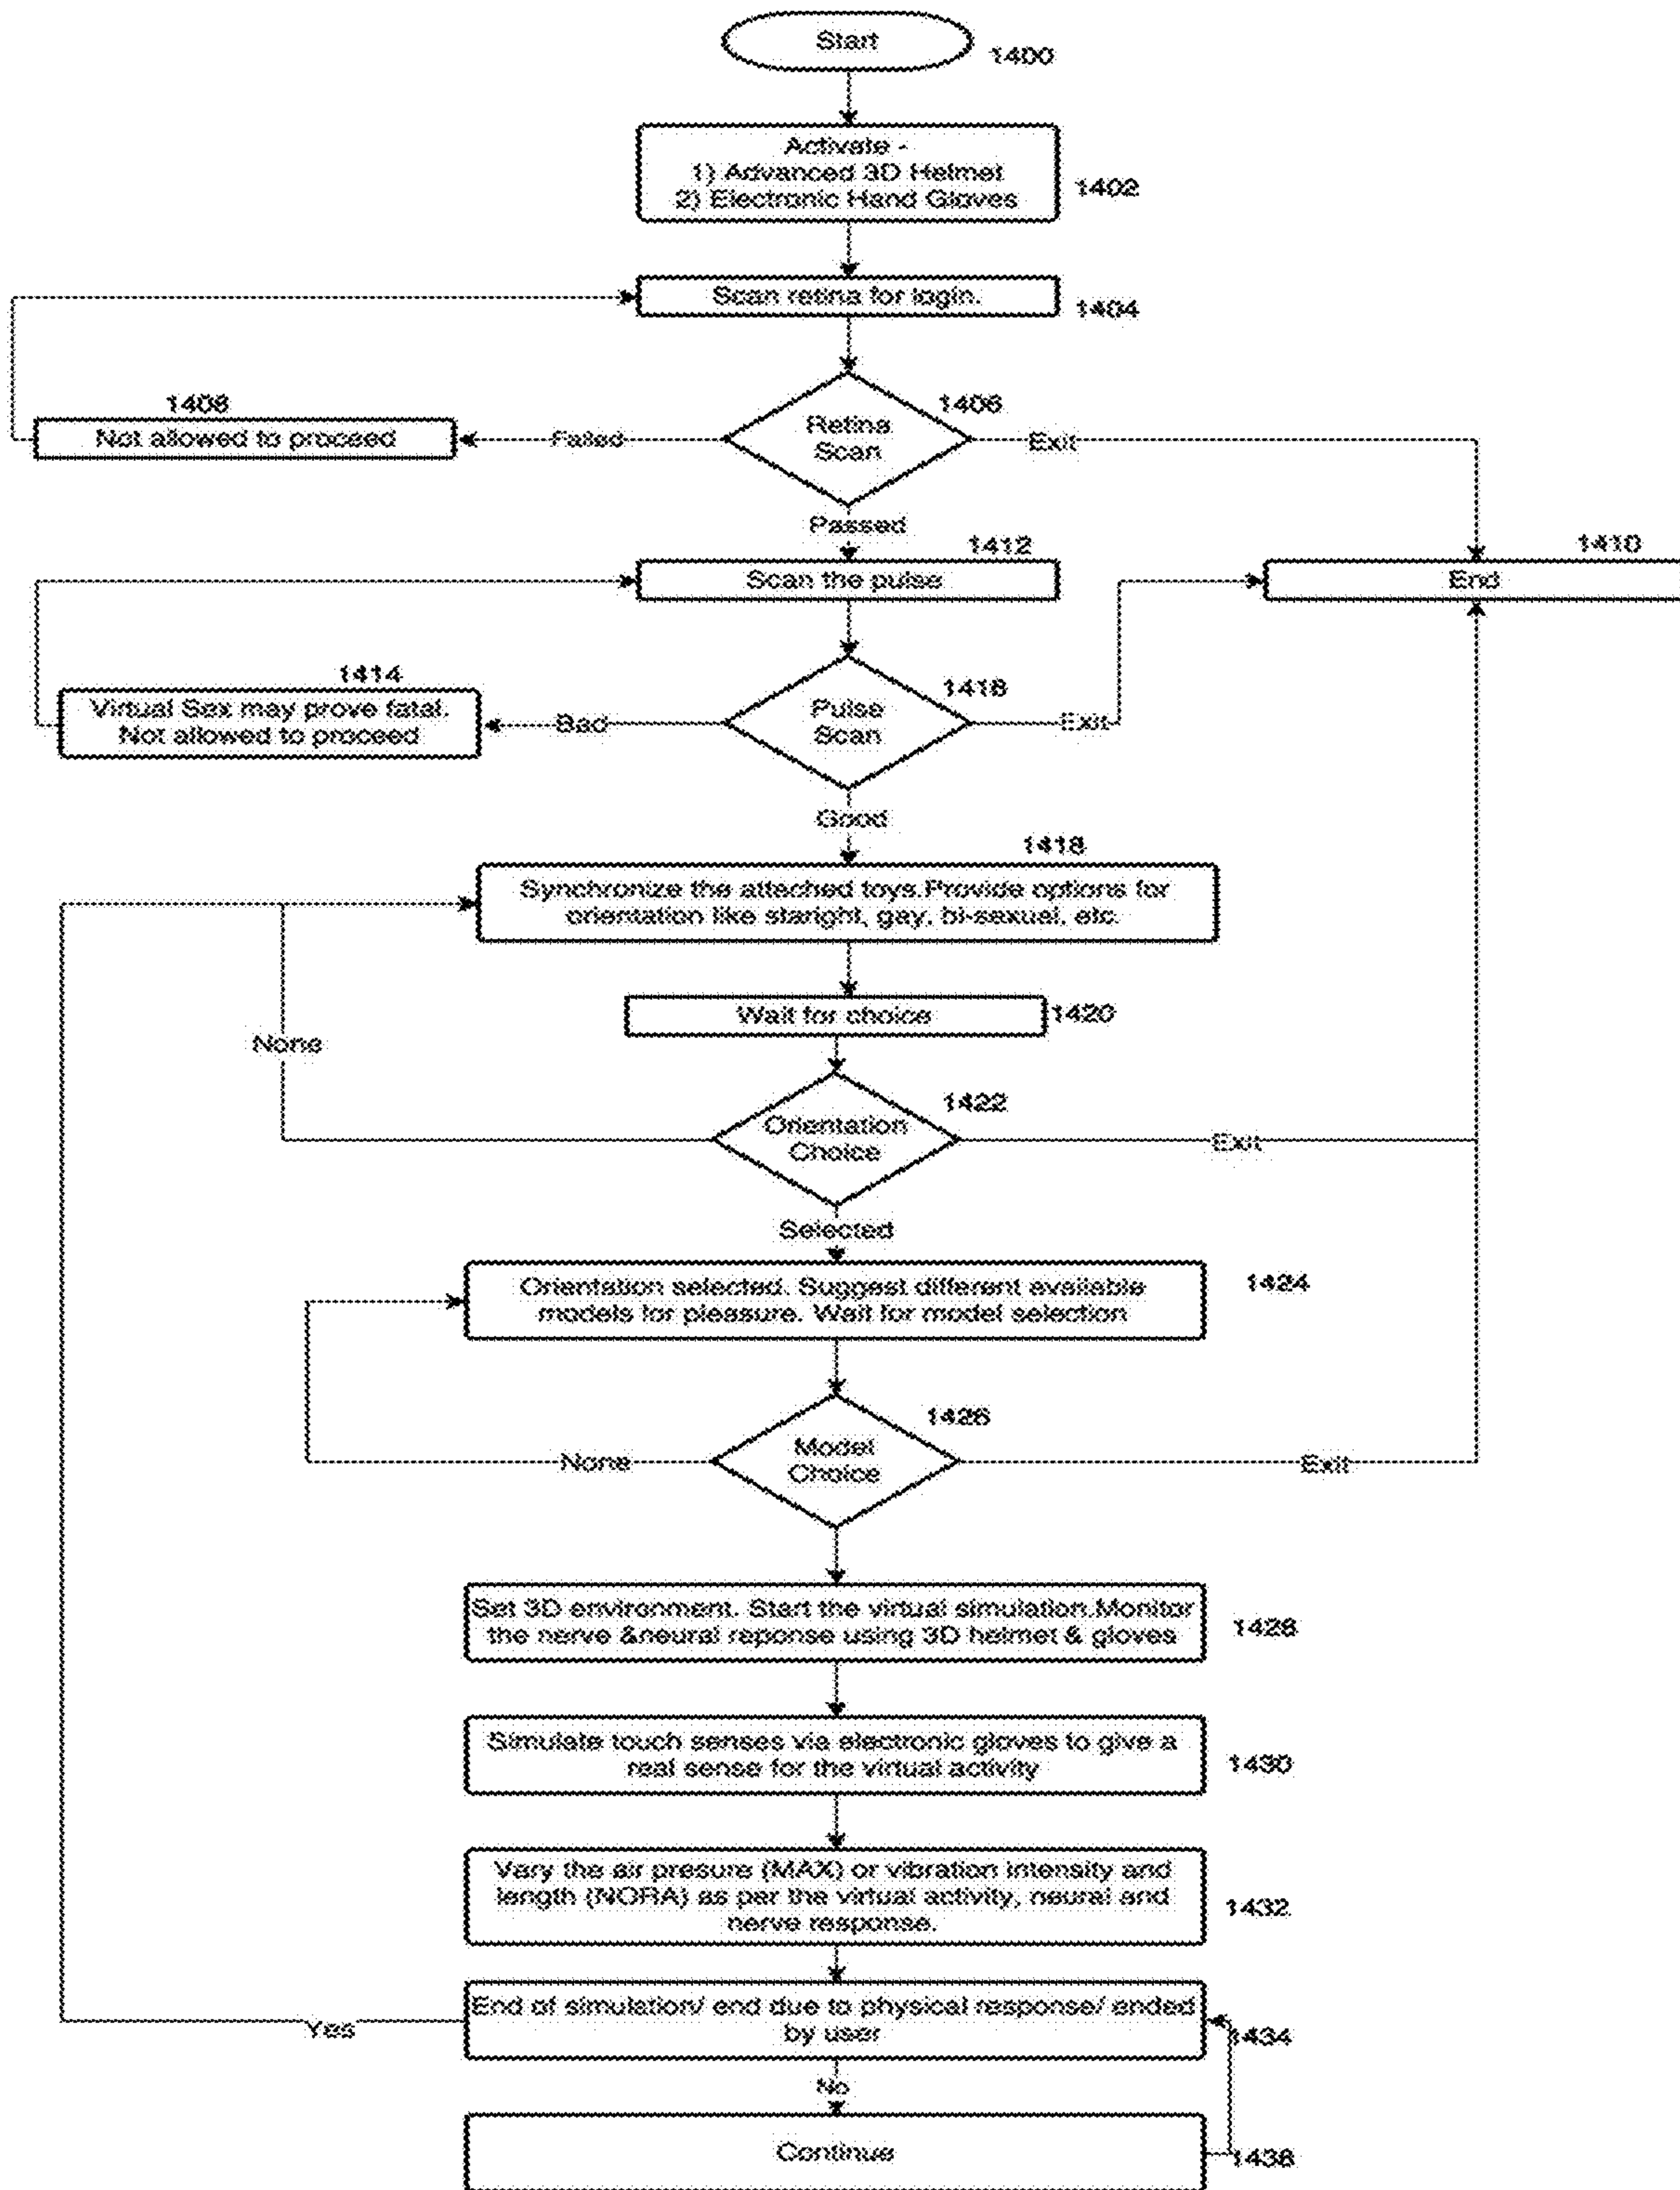 Start
1400
Activate -
1) Advanced 3D Helmet
2) Electronic Hand Gloves
1402
Scan retina for login.
1404
1408
Not allowed to proceed
Failed
Retina
Scan
1406
Exit
Passed
1412
Scan the pulse
1410
End
1414
Virtual Sex may prove fatal.
Not allowed to proceed
Bad
Pulse
Scan
1416
Exit
Good
1418
Synchronize the attached toys.Provide options for
orientation like staright, gay, bi-sexual, etc.
Wait for choice
1420
None
Orientation
Choice
1422
Exit
Selected
Orientation selected. Suggest different available
models for pleasure. Wait for model selection
1424
None
Model
Choice
1426
Exit
Set 3D environment. Start the virtual simulation.Monitor
the nerve &neural reponse using 3D helmet & gloves
1428
Simulate touch senses via electronic gloves to give a
real sense for the virtual activity
1430
Vary the air presure (MAX) or vibration intensity and
length (NORA) as per the virtual activity, neural and
nerve response.
1432
End of simulation/ end due to physical response/ ended
by user
1434
Yes
No
Continue
1436